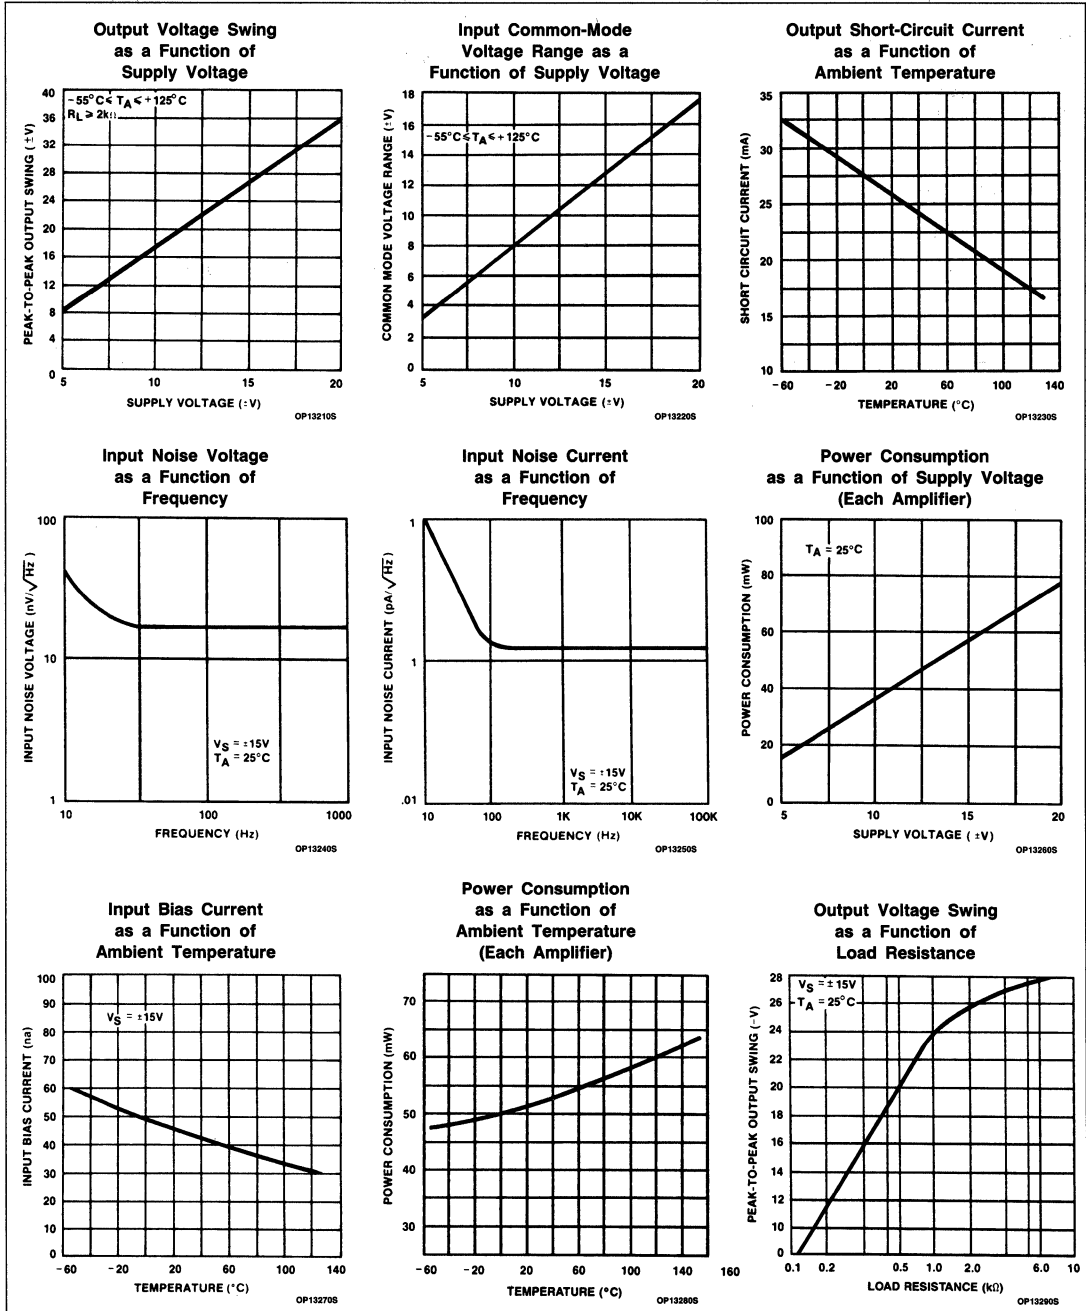 Output Voltage Swing
as a Function of
Supply Voltage
-55°C ≤ TA ≤ +125°C
RL ≥ 2kΩ
PEAK-TO-PEAK OUTPUT SWING (±V)
40
36
32
28
24
20
16
12
8
4
0
5
10
15
20
SUPPLY VOLTAGE (±V)
OP13210S
Input Common-Mode
Voltage Range as a
Function of Supply Voltage
-55°C ≤ TA ≤ +125°C
COMMON MODE VOLTAGE RANGE (±V)
18
16
14
12
10
8
6
4
2
0
5
10
15
20
SUPPLY VOLTAGE (±V)
OP13220S
Output Short-Circuit Current
as a Function of
Ambient Temperature
SHORT CIRCUIT CURRENT (mA)
35
30
25
20
15
10
-60
-20
20
60
100
140
TEMPERATURE (°C)
OP13230S
Input Noise Voltage
as a Function of
Frequency
INPUT NOISE VOLTAGE (nV/√Hz)
100
10
1
VS = ±15V
TA = 25°C
10
100
1000
FREQUENCY (Hz)
OP13240S
Input Noise Current
as a Function of
Frequency
INPUT NOISE CURRENT (pA/√Hz)
1
1
.01
VS = ±15V
TA = 25°C
10
100
1K
10K
100K
FREQUENCY (Hz)
OP13250S
Power Consumption
as a Function of Supply Voltage
(Each Amplifier)
TA = 25°C
POWER CONSUMPTION (mW)
100
80
60
40
20
0
5
10
15
20
SUPPLY VOLTAGE (±V)
OP13260S
Input Bias Current
as a Function of
Ambient Temperature
VS = ±15V
INPUT BIAS CURRENT (na)
100
90
80
70
60
50
40
30
na
10
0
-60
-20
20
60
100
140
TEMPERATURE (°C)
OP13270S
Power Consumption
as a Function of
Ambient Temperature
(Each Amplifier)
POWER CONSUMPTION (mW)
70
60
50
40
30
-60
-20
20
60
100
140
160
TEMPERATURE (°C)
OP13280S
Output Voltage Swing
as a Function of
Load Resistance
VS = ±15V
TA = 25°C
PEAK-TO-PEAK OUTPUT SWING (-V)
28
28
26
24
22
20
18
16
14
12
10
0
0.1
0.2
0.5
1.0
2.0
6.0
10
LOAD RESISTANCE (kΩ)
OP13290S